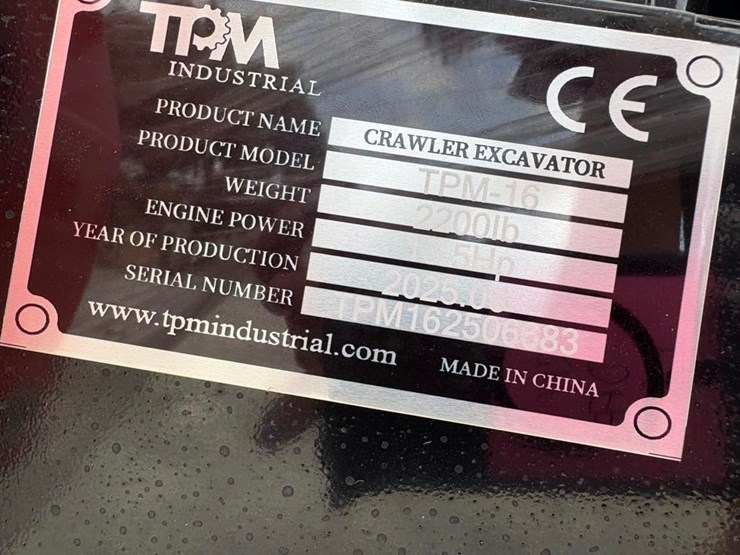 TPM
INDUSTRIAL
CE
PRODUCT NAME CRAWLER EXCAVATOR
PRODUCT MODEL TPM-16
WEIGHT 2200lb
ENGINE POWER
YEAR OF PRODUCTION
SERIAL NUMBER
www.tpmindustrial.com
MADE IN CHINA